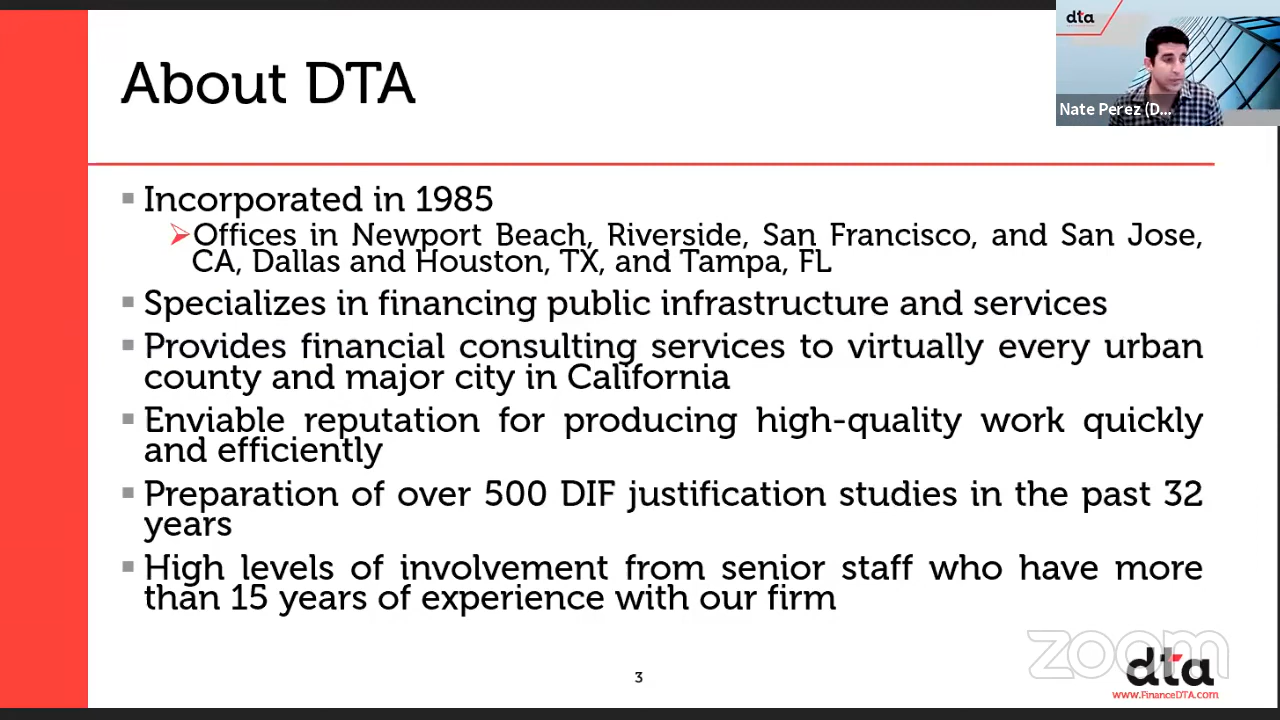 dta
Nate Perez (D...
About DTA
Incorporated in 1985
Offices in Newport Beach, Riverside, San Francisco, and San Jose,
CA, Dallas and Houston, TX, and Tampa, FL
Specializes in financing public infrastructure and services
Provides financial consulting services to virtually every urban
county and major city in California
Enviable reputation for producing high-quality work quickly
and efficiently
Preparation of over 500 DIF justification studies in the past 32
years
High levels of involvement from senior staff who have more
than 15 years of experience with our firm
zoom
dta
www.FinanceDTA.com
3